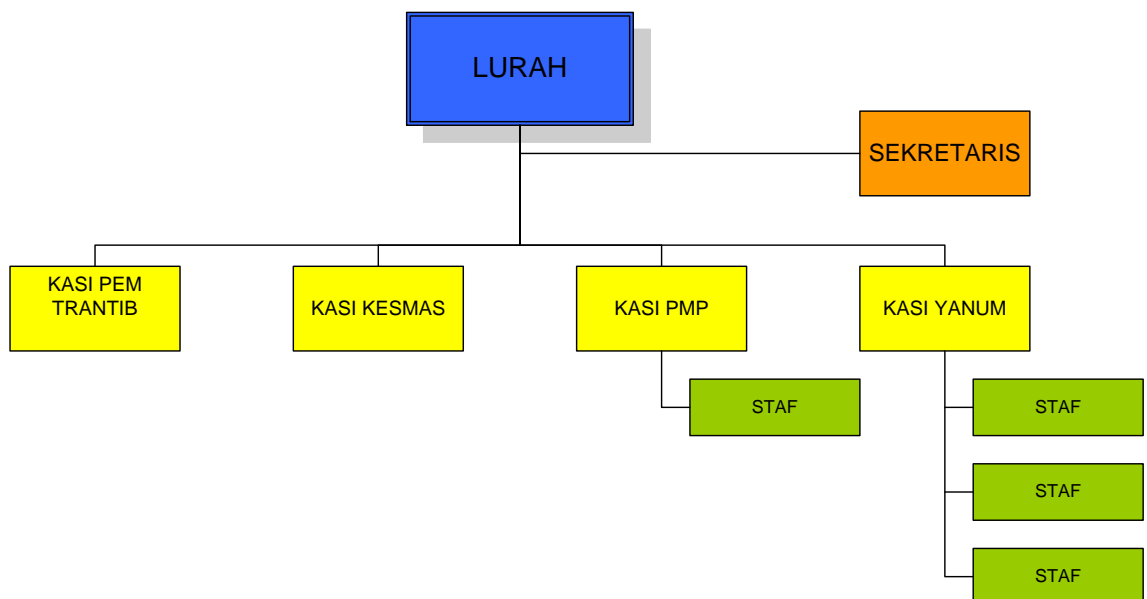 LURAH
SEKRETARIS
KASI PEM
TRANTIB
KASI KESMAS
KASI PMP
KASI YANUM
STAF
STAF
STAF
STAF